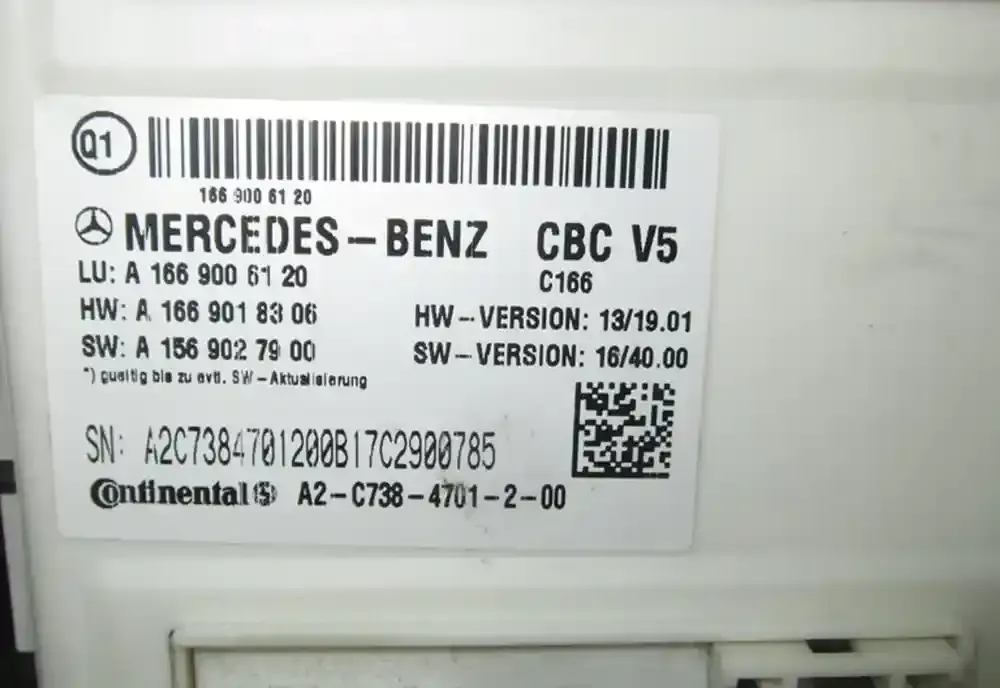 Q1
166 900 61 20
MERCEDES-BENZ CBC V5
LU: A 166 900 61 20 C166
HW: A 166 901 83 06 HW-VERSION: 13/19.01
SW: A 156 902 79 00 SW-VERSION: 16/40.00
*) gueltig bis zu evtl. SW-Aktualisierung
SN: A2C7384701200B17C2900785
Continental A2-C738-4701-2-00